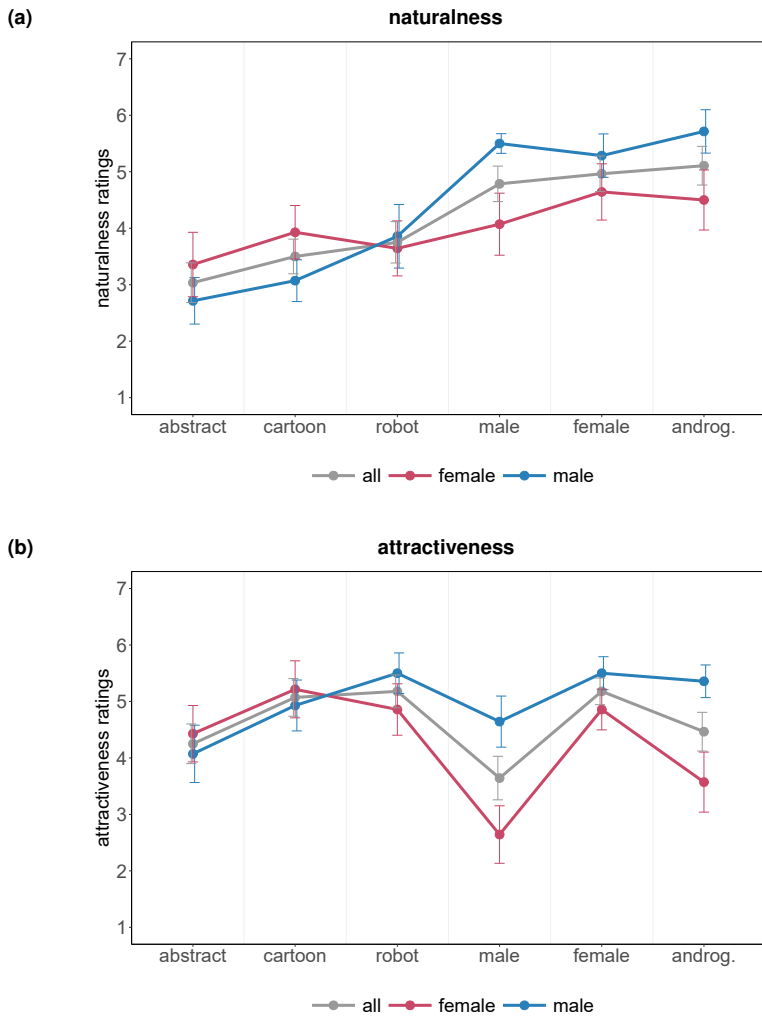 (a)
naturalness
naturalness ratings
7
6
5
4
3
2
1
abstract cartoon robot male female androg.
all female male
(b)
attractiveness
attractiveness ratings
7
6
5
4
3
2
1
abstract cartoon robot male female androg.
all female male